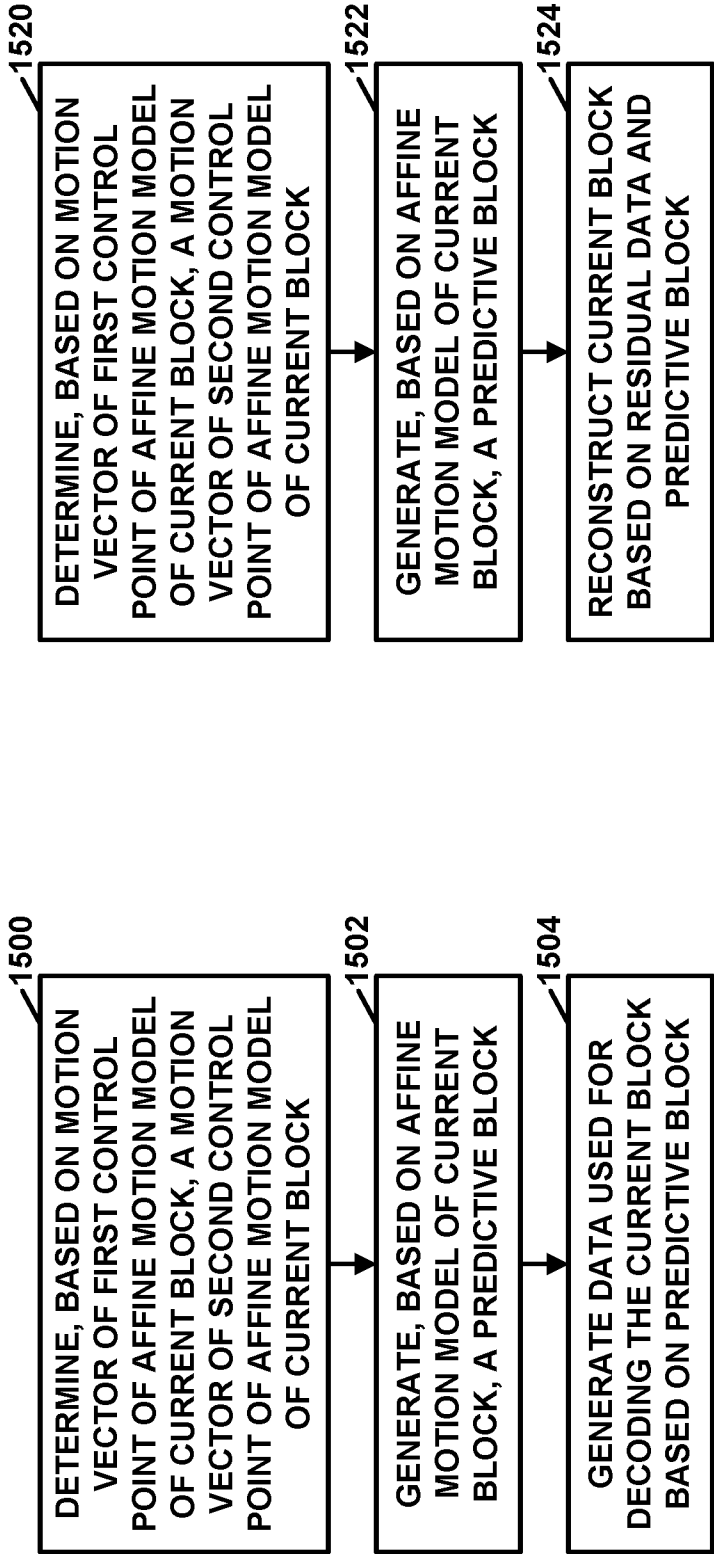 1500
DETERMINE, BASED ON MOTION
VECTOR OF FIRST CONTROL
POINT OF AFFINE MOTION MODEL
OF CURRENT BLOCK, A MOTION
VECTOR OF SECOND CONTROL
POINT OF AFFINE MOTION MODEL
OF CURRENT BLOCK
1502
GENERATE, BASED ON AFFINE
MOTION MODEL OF CURRENT
BLOCK, A PREDICTIVE BLOCK
1504
GENERATE DATA USED FOR
DECODING THE CURRENT BLOCK
BASED ON PREDICTIVE BLOCK
1520
DETERMINE, BASED ON MOTION
VECTOR OF FIRST CONTROL
POINT OF AFFINE MOTION MODEL
OF CURRENT BLOCK, A MOTION
VECTOR OF SECOND CONTROL
POINT OF AFFINE MOTION MODEL
OF CURRENT BLOCK
1522
GENERATE, BASED ON AFFINE
MOTION MODEL OF CURRENT
BLOCK, A PREDICTIVE BLOCK
1524
RECONSTRUCT CURRENT BLOCK
BASED ON RESIDUAL DATA AND
PREDICTIVE BLOCK